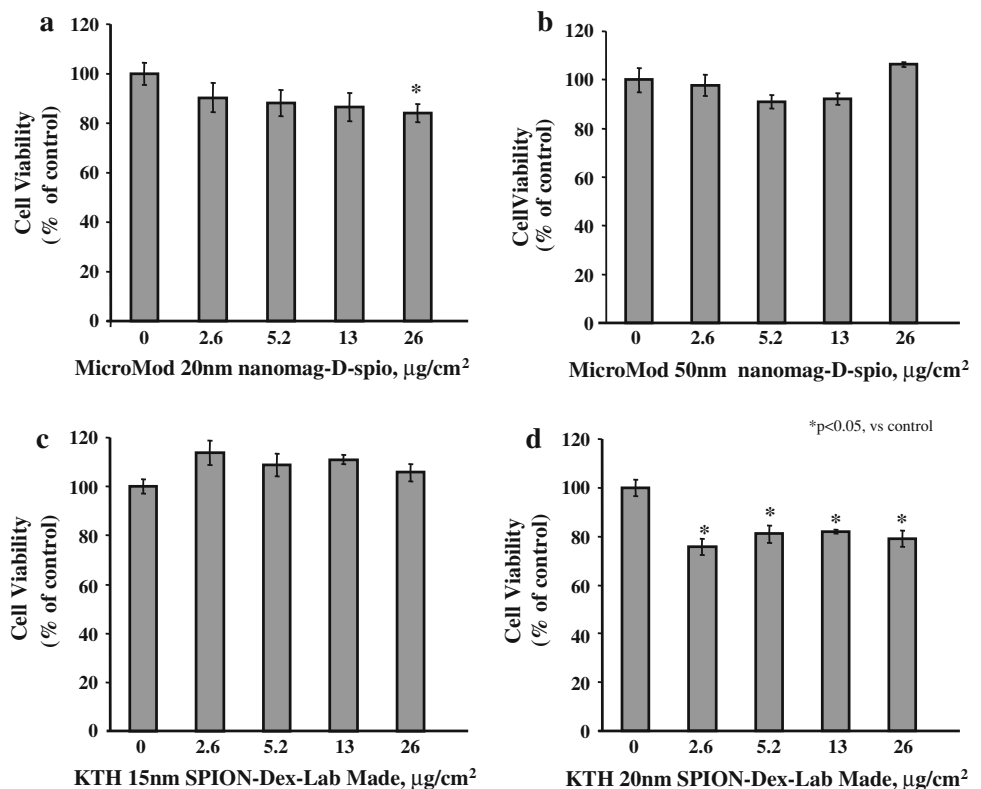 a
120
100
80
60
40
20
0
Cell Viability
(% of control)
*
0 2.6 5.2 13 26
MicroMod 20nm nanomag-D-spio, μg/cm²
b
120
100
80
60
40
20
0
CellViability
(% of control)
0 2.6 5.2 13 26
MicroMod 50nm nanomag-D-spio, μg/cm²
c
120
100
80
60
40
20
0
Cell Viability
(% of control)
0 2.6 5.2 13 26
KTH 15nm SPION-Dex-Lab Made, μg/cm²
d
*p<0.05, vs control
120
100
80
60
40
20
0
Cell Viability
(% of control)
* * * *
0 2.6 5.2 13 26
KTH 20nm SPION-Dex-Lab Made, μg/cm²